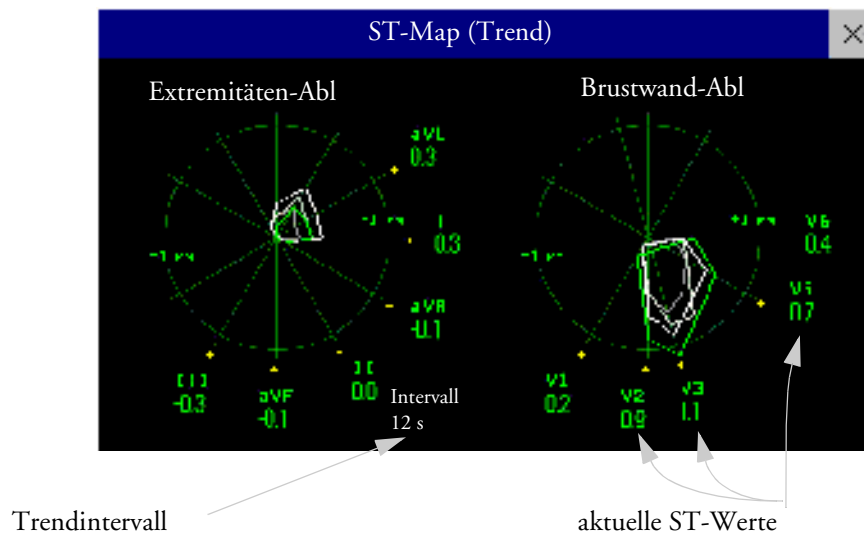 ST-Map (Trend)
Extremitäten-Abl
aVL
0.3
I
0.3
aVR
-0.1
II
0.0
aVF
-0.1
III
-0.3
Intervall
12 s
Brustwand-Abl
V6
0.4
V5
0.7
V3
1.1
V2
0.9
V1
0.2
Trendintervall
aktuelle ST-Werte